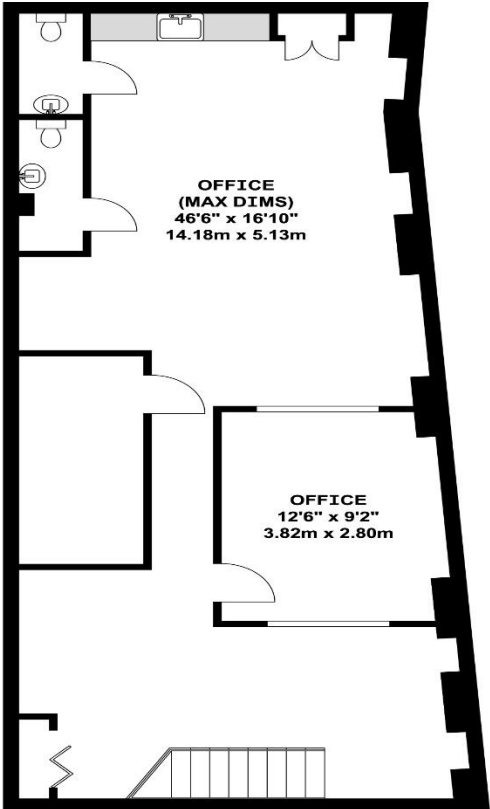 OFFICE
(MAX DIMS)
46'6" x 16'10"
14.18m x 5.13m
OFFICE
12'6" x 9'2"
3.82m x 2.80m